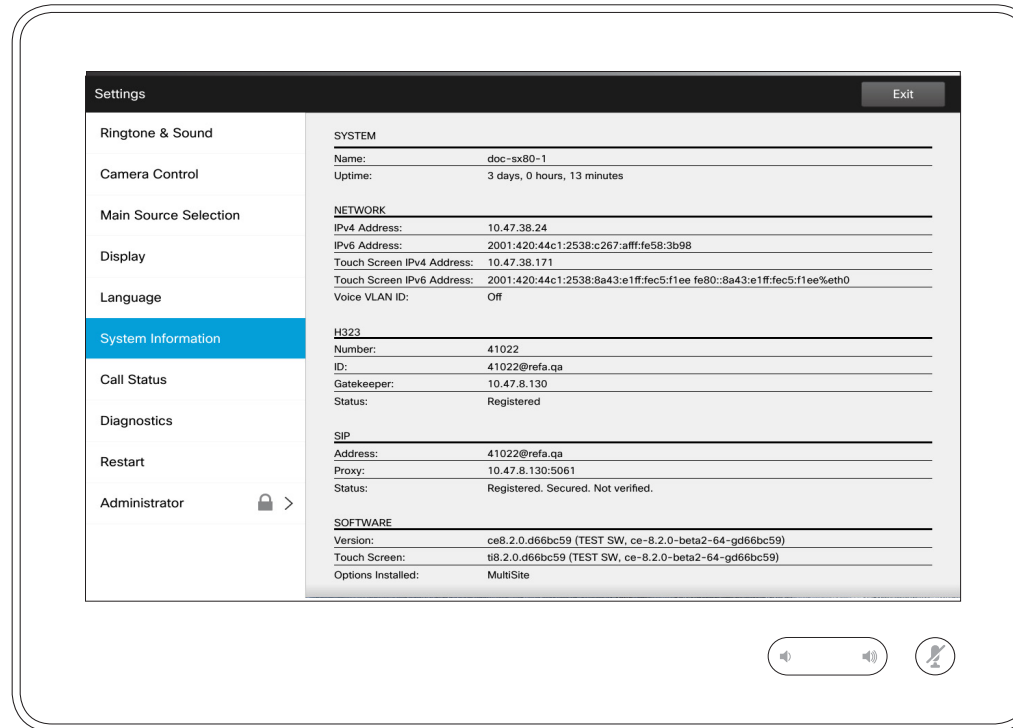 Settings
Exit
Ringtone & Sound
Camera Control
Main Source Selection
Display
Language
System Information
Call Status
Diagnostics
Restart
Administrator
SYSTEM
Name: doc-sx80-1
Uptime: 3 days, 0 hours, 13 minutes
NETWORK
IPv4 Address: 10.47.38.24
IPv6 Address: 2001:420:44c1:2538:c267:afff:fe58:3b98
Touch Screen IPv4 Address: 10.47.38.171
Touch Screen IPv6 Address: 2001:420:44c1:2538:8a43:e1ff:fec5:f1ee fe80::8a43:e1ff:fec5:f1ee%eth0
Voice VLAN ID: Off
H323
Number: 41022
ID: 41022@refa.qa
Gatekeeper: 10.47.8.130
Status: Registered
SIP
Address: 41022@refa.qa
Proxy: 10.47.8.130:5061
Status: Registered. Secured. Not verified.
SOFTWARE
Version: ce8.2.0.d66bc59 (TEST SW, ce-8.2.0-beta2-64-gd66bc59)
Touch Screen: ti8.2.0.d66bc59 (TEST SW, ce-8.2.0-beta2-64-gd66bc59)
Options Installed: MultiSite